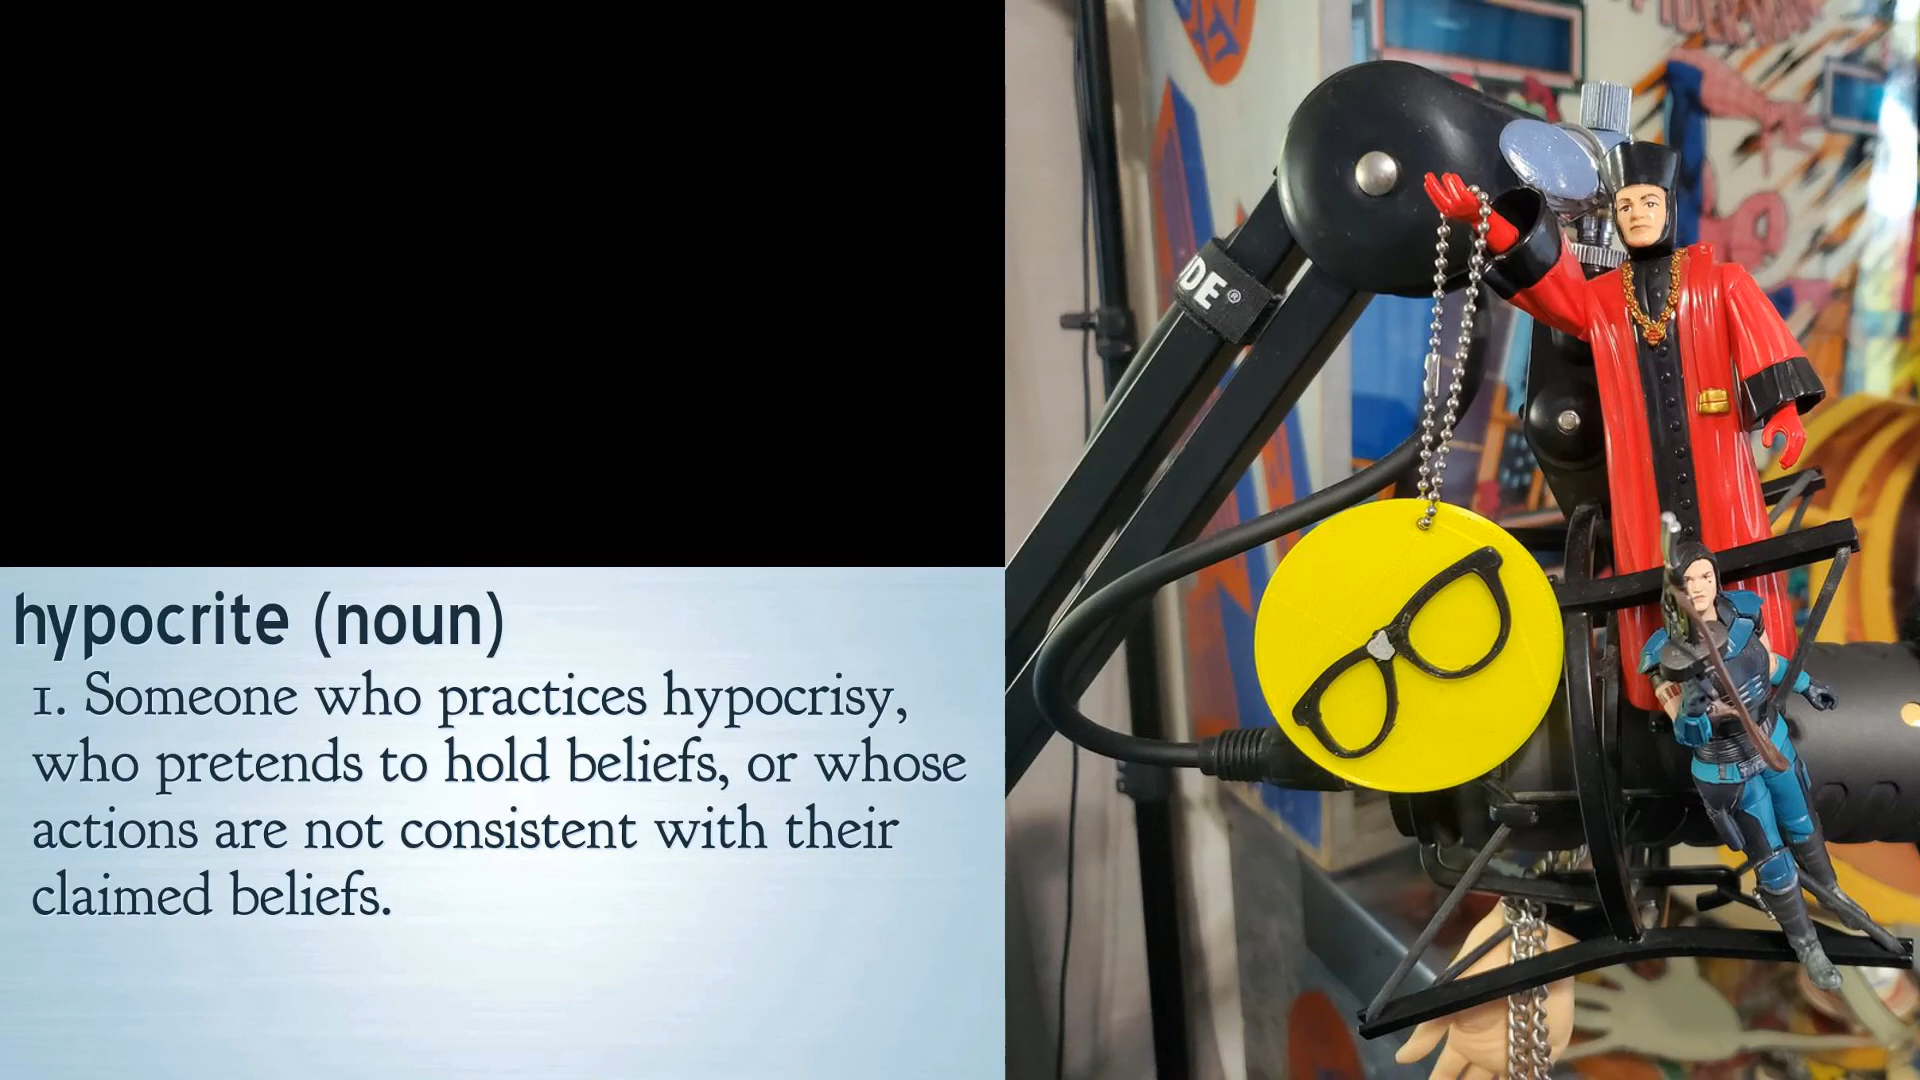 hypocrite (noun)
1. Someone who practices hypocrisy,
who pretends to hold beliefs, or whose
actions are not consistent with their
claimed beliefs.
DE®